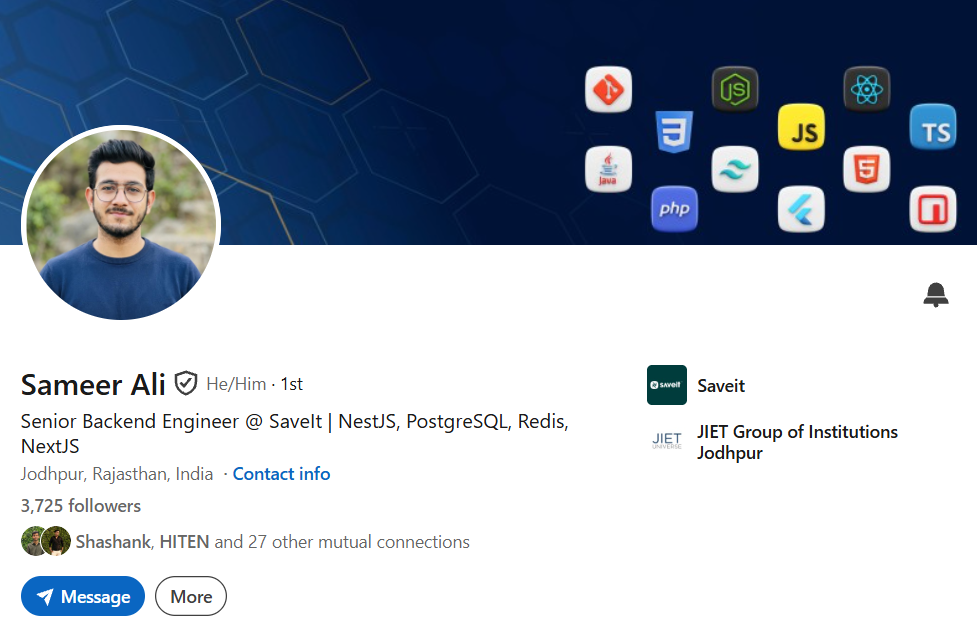 JS
TS
Java
php
Sameer Ali He/Him · 1st
Senior Backend Engineer @ SaveIt | NestJS, PostgreSQL, Redis,
NextJS
Jodhpur, Rajasthan, India · Contact info
3,725 followers
Shashank, HITEN and 27 other mutual connections
Message
More
SAVEIT
Saveit
JIET
UNIVERSE
JIET Group of Institutions
Jodhpur